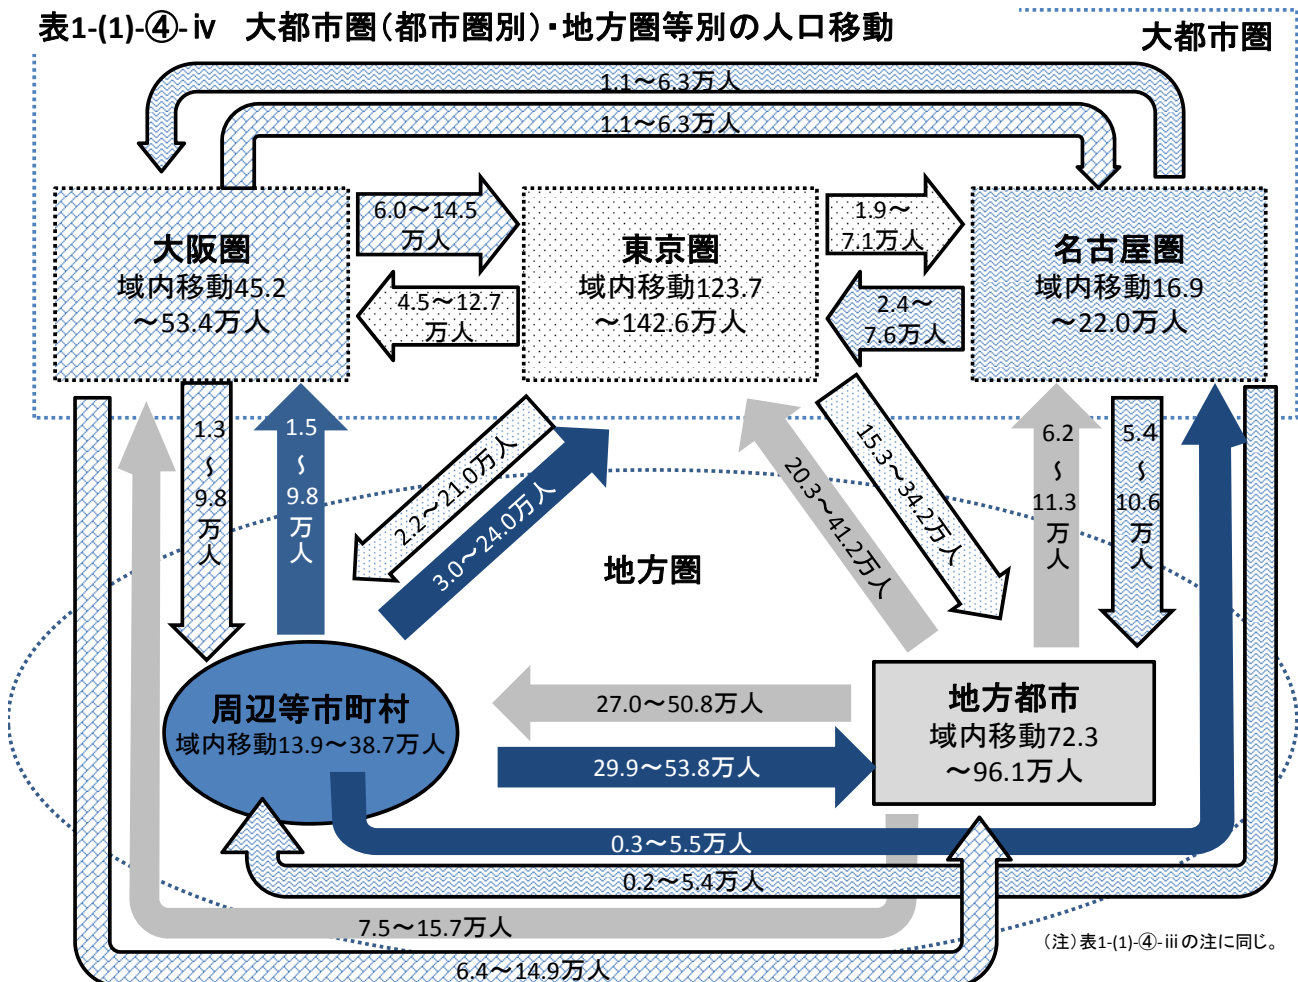 表1-(1)-④-ⅳ　大都市圏（都市圏別）・地方圏等別の人口移動
大都市圏
1.1～6.3万人
1.1～6.3万人
大阪圏
域内移動45.2
～53.4万人
6.0～14.5
万人
4.5～12.7
万人
東京圏
域内移動123.7
～142.6万人
1.9～
7.1万人
2.4～
7.6万人
名古屋圏
域内移動16.9
～22.0万人
1.3
～
9.8
万
人
1.5
～
9.8
万
人
2.2～21.0万人
3.0～24.0万人
20.3～41.2万人
15.3～34.2万人
6.2
～
11.3
万
人
5.4
～
10.6
万
人
地方圏
周辺等市町村
域内移動13.9～38.7万人
27.0～50.8万人
29.9～53.8万人
地方都市
域内移動72.3
～96.1万人
0.3～5.5万人
0.2～5.4万人
7.5～15.7万人
6.4～14.9万人
（注）表1-(1)-④-ⅲの注に同じ。